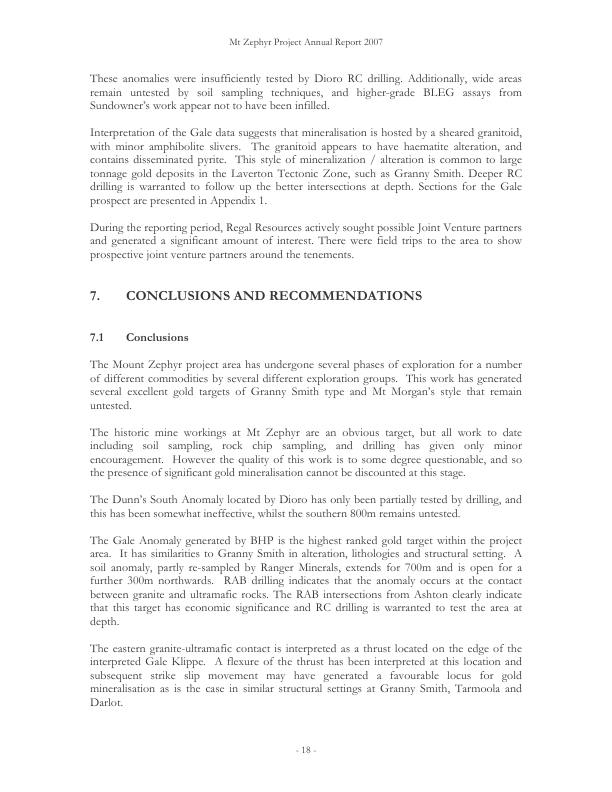 Mt Zephyr Project Annual Report 2007
These anomalies were insufficiently tested by Dioro RC drilling. Additionally, wide areas
remain untested by soil sampling techniques, and higher-grade BLEG assays from
Sundowner's work appear not to have been infilled.
Interpretation of the Gale data suggests that mineralisation is hosted by a sheared granitoid,
with minor amphibolite slivers. The granitoid appears to have haematite alteration, and
contains disseminated pyrite. This style of mineralization / alteration is common to large
tonnage gold deposits in the Laverton Tectonic Zone, such as Granny Smith. Deeper RC
drilling is warranted to follow up the better intersections at depth. Sections for the Gale
prospect are presented in Appendix 1.
During the reporting period, Regal Resources actively sought possible Joint Venture partners
and generated a significant amount of interest. There were field trips to the area to show
prospective joint venture partners around the tenements.
7. CONCLUSIONS AND RECOMMENDATIONS
7.1 Conclusions
The Mount Zephyr project area has undergone several phases of exploration for a number
of different commodities by several different exploration groups. This work has generated
several excellent gold targets of Granny Smith type and Mt Morgan's style that remain
untested.
The historic mine workings at Mt Zephyr are an obvious target, but all work to date
including soil sampling, rock chip sampling, and drilling has given only minor
encouragement. However the quality of this work is to some degree questionable, and so
the presence of significant gold mineralisation cannot be discounted at this stage.
The Dunn's South Anomaly located by Dioro has only been partially tested by drilling, and
this has been somewhat ineffective, whilst the southern 800m remains untested.
The Gale Anomaly generated by BHP is the highest ranked gold target within the project
area. It has similarities to Granny Smith in alteration, lithologies and structural setting. A
soil anomaly, partly re-sampled by Ranger Minerals, extends for 700m and is open for a
further 300m northwards. RAB drilling indicates that the anomaly occurs at the contact
between granite and ultramafic rocks. The RAB intersections from Ashton clearly indicate
that this target has economic significance and RC drilling is warranted to test the area at
depth.
The eastern granite-ultramafic contact is interpreted as a thrust located on the edge of the
interpreted Gale Klippe. A flexure of the thrust has been interpreted at this location and
subsequent strike slip movement may have generated a favourable locus for gold
mineralisation as is the case in similar structural settings at Granny Smith, Tarmoola and
Darlot.
- 18 -